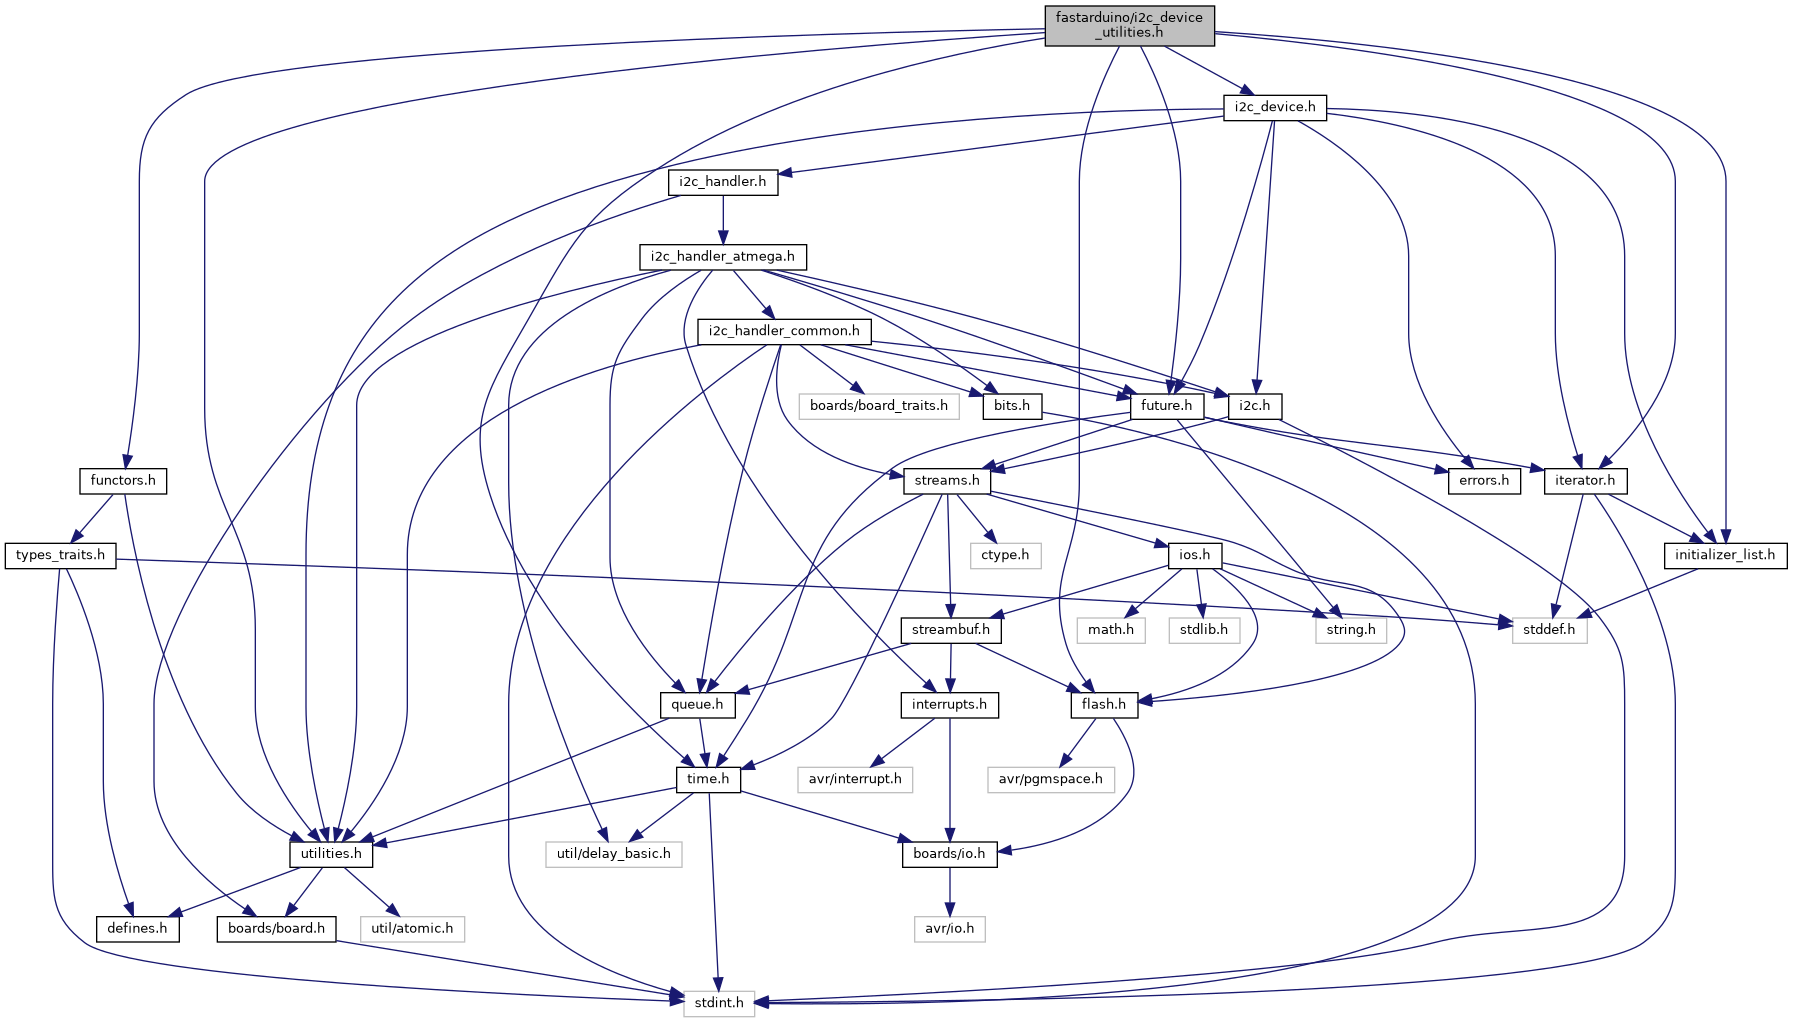 fastarduino/i2c_device
_utilities.h
i2c_device.h
i2c_handler.h
i2c_handler_atmega.h
i2c_handler_common.h
boards/board_traits.h
bits.h
future.h
i2c.h
functors.h
streams.h
errors.h
iterator.h
types_traits.h
ctype.h
ios.h
initializer_list.h
streambuf.h
math.h
stdlib.h
string.h
stddef.h
queue.h
interrupts.h
flash.h
time.h
avr/interrupt.h
avr/pgmspace.h
utilities.h
util/delay_basic.h
boards/io.h
defines.h
boards/board.h
util/atomic.h
avr/io.h
stdint.h